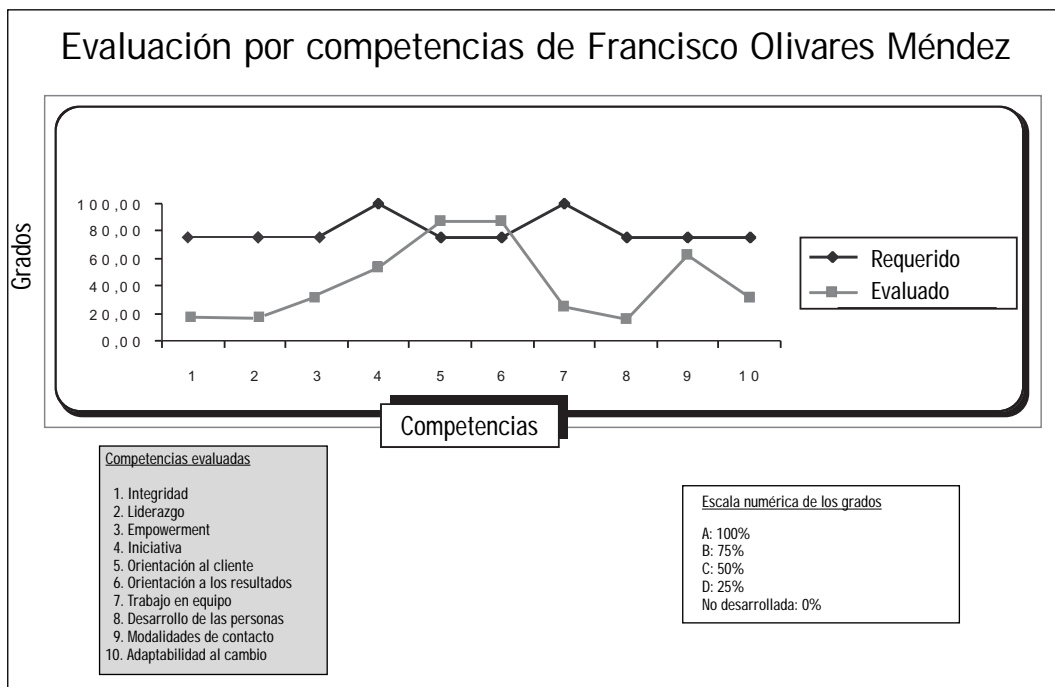 Evaluación por competencias de Francisco Olivares Méndez
Grados
100,00
80,00
60,00
40,00
20,00
0,00
1 2 3 4 5 6 7 8 9 10
Requerido
Evaluado
Competencias
Competencias evaluadas
1. Integridad
2. Liderazgo
3. Empowerment
4. Iniciativa
5. Orientación al cliente
6. Orientación a los resultados
7. Trabajo en equipo
8. Desarrollo de las personas
9. Modalidades de contacto
10. Adaptabilidad al cambio
Escala numérica de los grados
A: 100%
B: 75%
C: 50%
D: 25%
No desarrollada: 0%